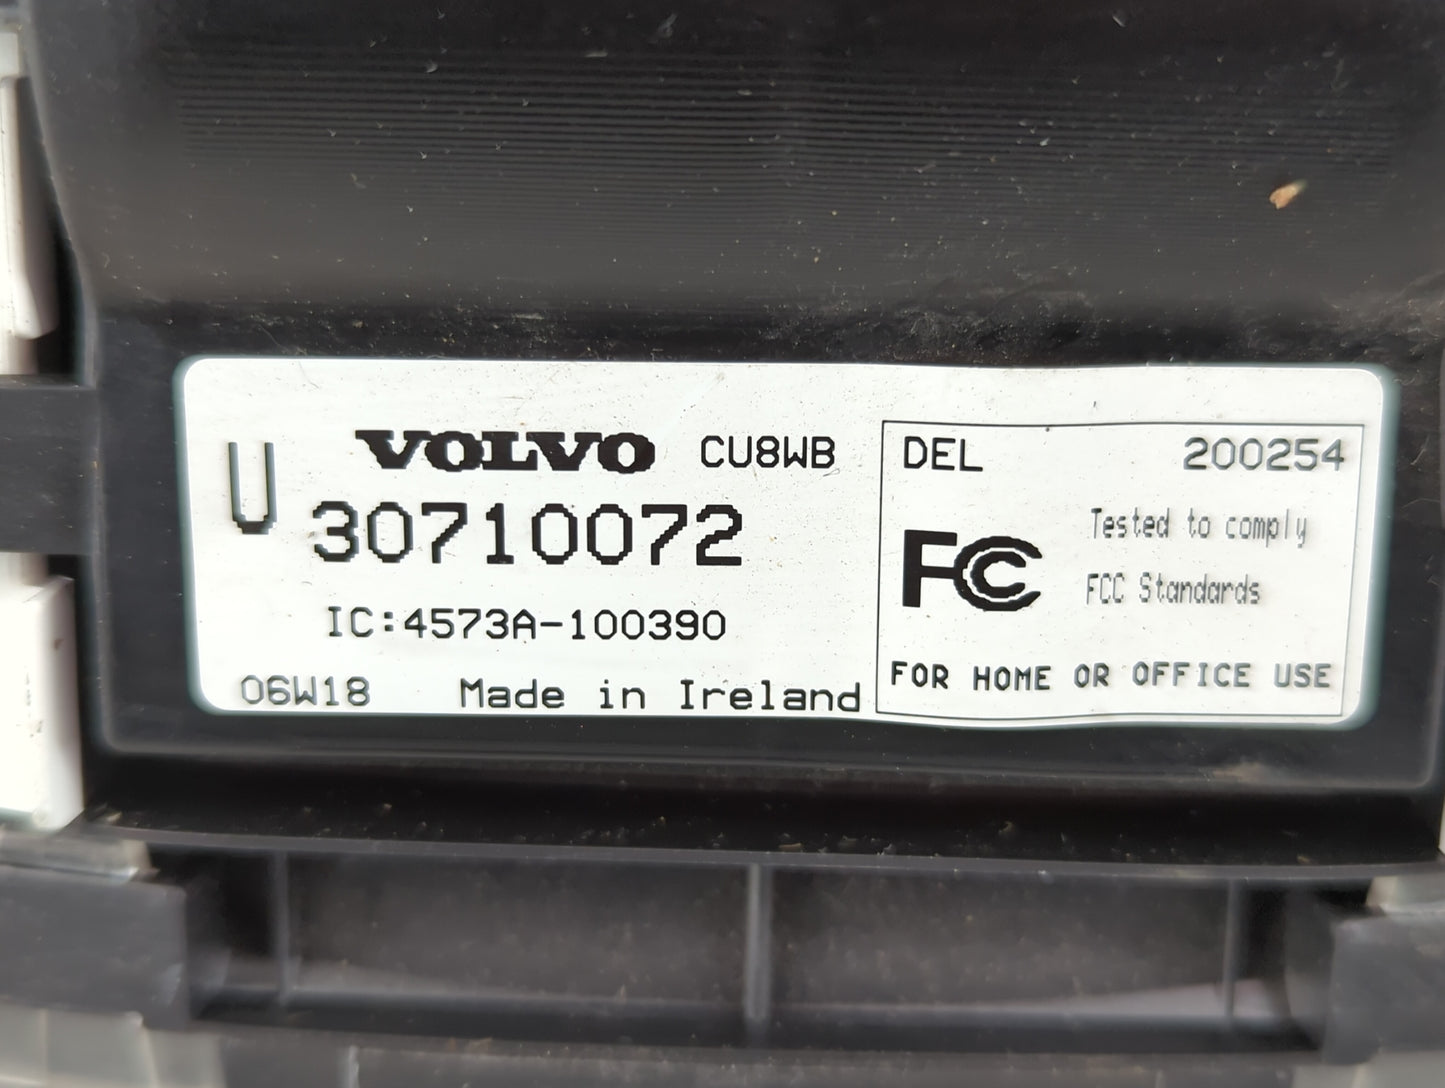 U VOLVO CU8WB
30710072
IC:4573A-100390
06W18 Made in Ireland
DEL 200254
FC Tested to comply
FCC Standards
FOR HOME OR OFFICE USE